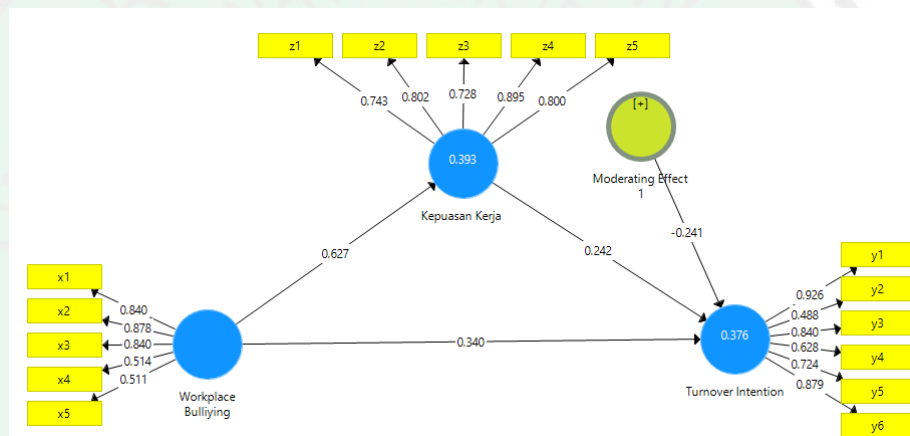 z1
z2
z3
z4
z5
0.743
0.802
0.728
0.895
0.800
[+]
0.393
Moderating Effect
1
Kepuasan Kerja
-0.241
0.627
0.242
x1
x2
x3
x4
x5
0.840
0.878
0.840
0.514
0.511
Workplace
Bulliying
0.340
0.376
Turnover Intention
0.926
0.488
0.840
0.628
0.724
0.879
y1
y2
y3
y4
y5
y6